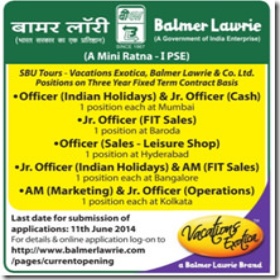 बामर लॉरी
(भारत सरकार का एक प्रतिष्ठान)
SINCE 1867
Balmer Lawrie
(A Government of India Enterprise)
(A Mini Ratna - I PSE)
SBU Tours - Vacations Exotica, Balmer Lawrie & Co. Ltd.
Positions on Three Year Fixed Term Contract Basis
•Officer (Indian Holidays) & Jr. Officer (Cash)
1 position each at Mumbai
•Jr. Officer (FIT Sales)
1 position at Baroda
•Officer (Sales - Leisure Shop)
1 position at Hyderabad
•Jr. Officer (Indian Holidays) & AM (FIT Sales)
1 position each at Bangalore
•AM (Marketing) & Jr. Officer (Operations)
1 position each at Kolkata
Last date for submission of
applications: 11th June 2014
For details & online application log-on to
http://www.balmerlawrie.com
/pages/currentopening
Vacations
Exotica
a Balmer Lawrie Brand